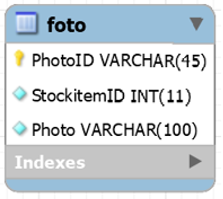 foto
PhotoID VARCHAR(45)
StockitemID INT(11)
Photo VARCHAR(100)
Indexes